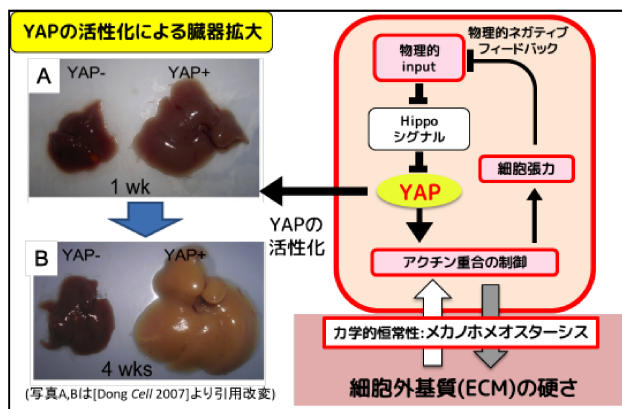 YAPの活性化による臓器拡大
A
YAP-
YAP+
1 wk
B
YAP-
YAP+
4 wks
(写真A,Bは[Dong Cell 2007]より引用改変)
物理的ネガティブ
フィードバック
物理的
input
Hippo
シグナル
YAP
細胞張力
YAPの
活性化
アクチン重合の制御
力学的恒常性:メカノホメオスターシス
細胞外基質(ECM)の硬さ